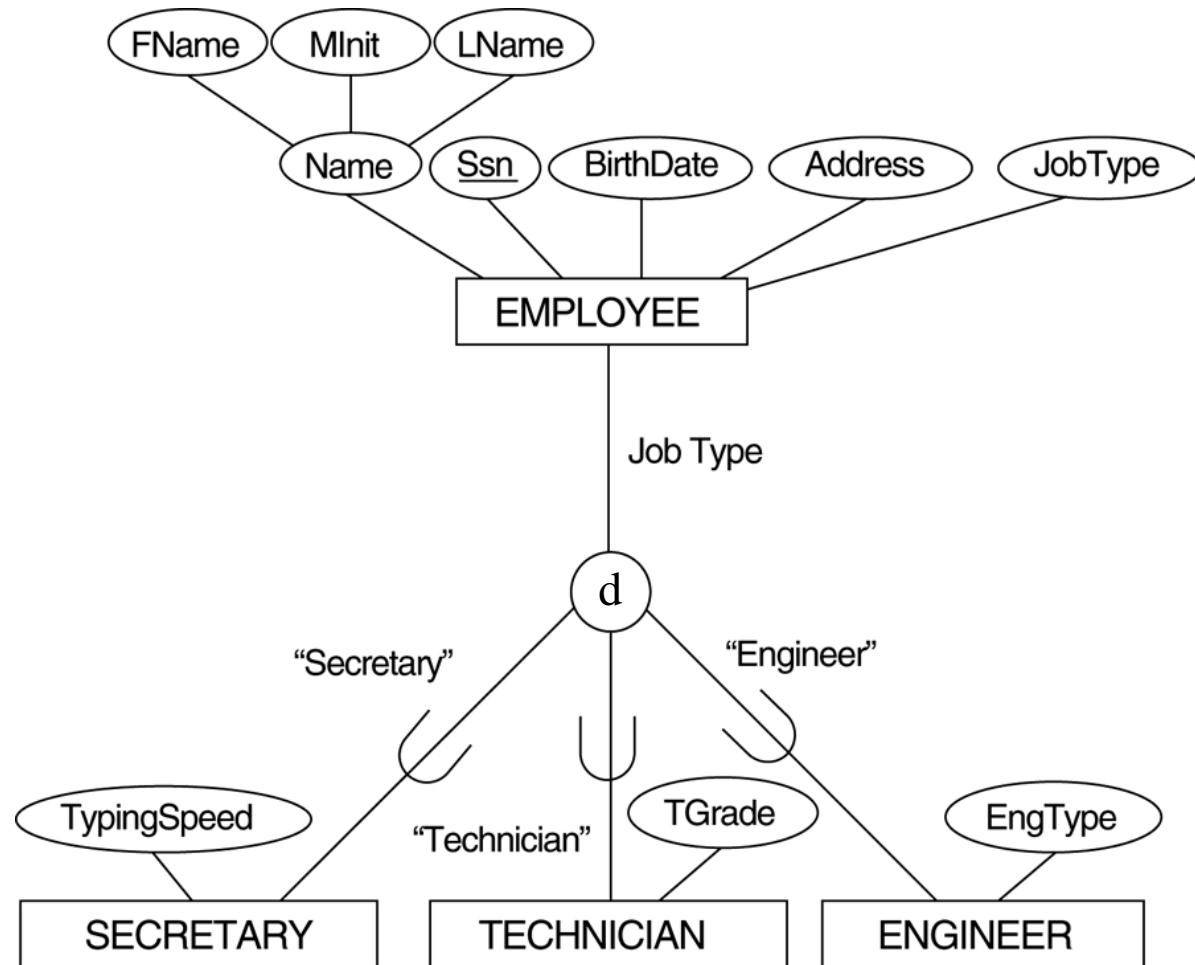 FName
MInit
LName
Name
Ssn
BirthDate
Address
JobType
EMPLOYEE
Job Type
d
“Secretary”
“Engineer”
“Technician”
TypingSpeed
TGrade
EngType
SECRETARY
TECHNICIAN
ENGINEER